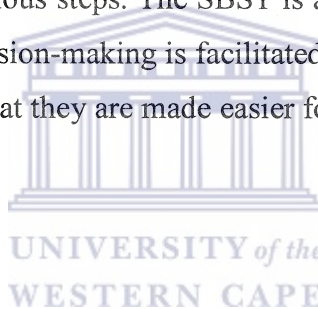 ious steps. The SBST is a
sion-making is facilitated
at they are made easier fo
UNIVERSITY of the
WESTERN CAPE